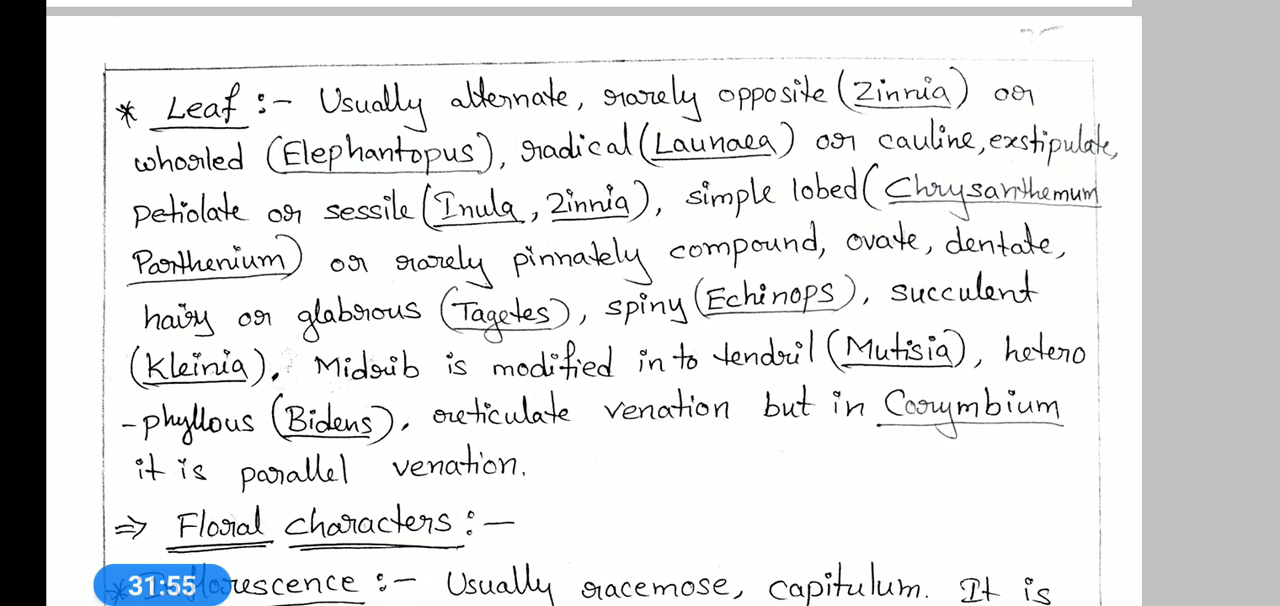 * Leaf :- Usually alternate, rarely opposite (Zinnia) or
whorled (Elephantopus), radical (Launaea) or cauline, exstipulate,
petiolate or sessile (Inula, Zinnia), simple lobed (Chrysanthemum
Parthenium) or rarely pinnately compound, ovate, dentate,
hairy or glabrous (Tagetes), spiny (Echinops), succulent
(Kleinia). Midrib is modified in to tendril (Mutisia), hetero
-phyllous (Bidens), reticulate venation but in Corymbium
it is parallel venation.
⇒ Floral characters :-
31:55
rescence :- Usually racemose, capitulum. It is